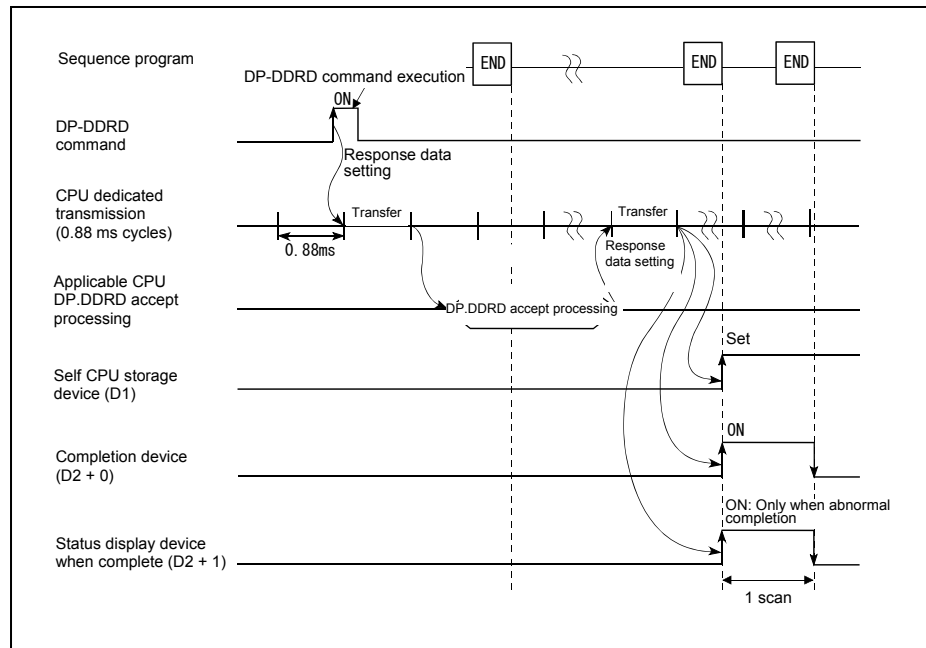 Sequence program
END
END
END
DP-DDRD command execution
ON
DP-DDRD
command
Response data
setting
CPU dedicated
transmission
(0.88 ms cycles)
Transfer
Transfer
0.88ms
Response
data setting
Applicable CPU
DP.DDRD accept
processing
DP.DDRD accept processing
Set
Self CPU storage
device (D1)
ON
Completion device
(D2 + 0)
ON: Only when abnormal
completion
Status display device
when complete (D2 + 1)
1 scan